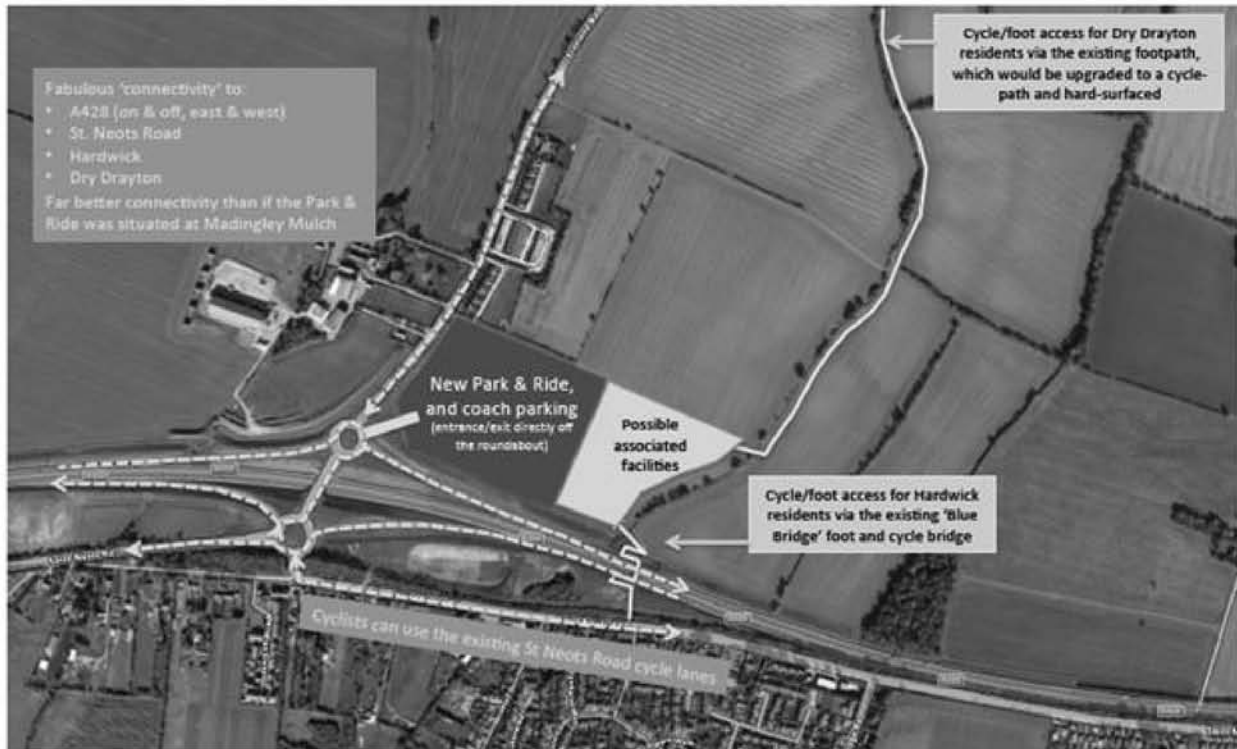 Fabulous 'connectivity' to:
• A428 (on & off, east & west)
• St. Neots Road
• Hardwick
• Dry Drayton
Far better connectivity than if the Park &
Ride was situated at Madingley Mulch
Cycle/foot access for Dry Drayton
residents via the existing footpath,
which would be upgraded to a cycle-
path and hard-surfaced
New Park & Ride,
and coach parking
(entrance/exit directly off
the roundabout)
Possible
associated
facilities
Cycle/foot access for Hardwick
residents via the existing 'Blue
Bridge' foot and cycle bridge
Cyclists can use the existing St Neots Road cycle lanes